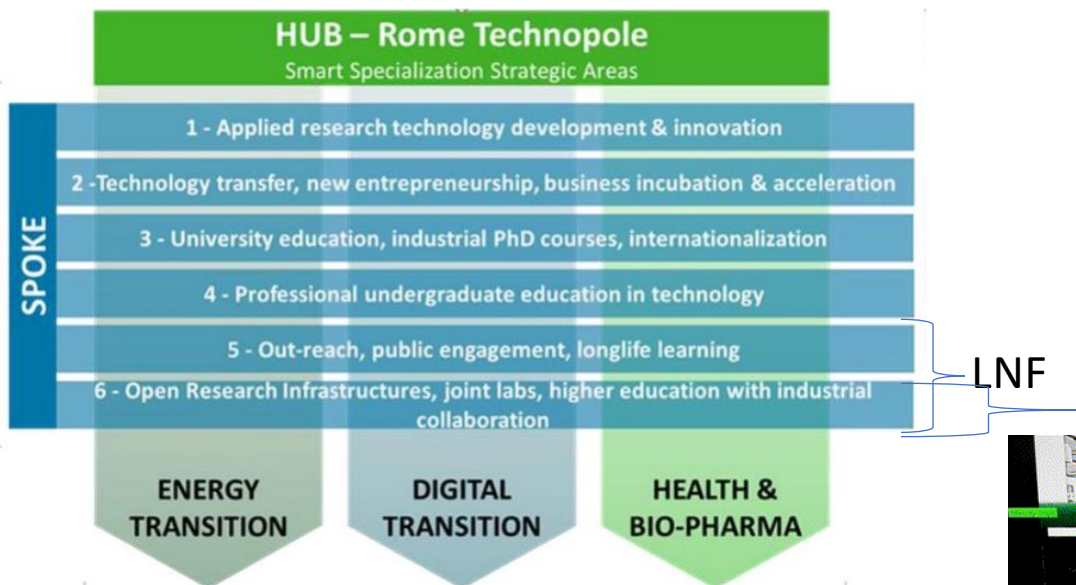 HUB – Rome Technopole
Smart Specialization Strategic Areas
SPOKE
1 - Applied research technology development & innovation
2 -Technology transfer, new entrepreneurship, business incubation & acceleration
3 - University education, industrial PhD courses, internationalization
4 - Professional undergraduate education in technology
5 - Out-reach, public engagement, longlife learning
6 - Open Research Infrastructures, joint labs, higher education with industrial
collaboration
LNF
ENERGY
TRANSITION
DIGITAL
TRANSITION
HEALTH &
BIO-PHARMA